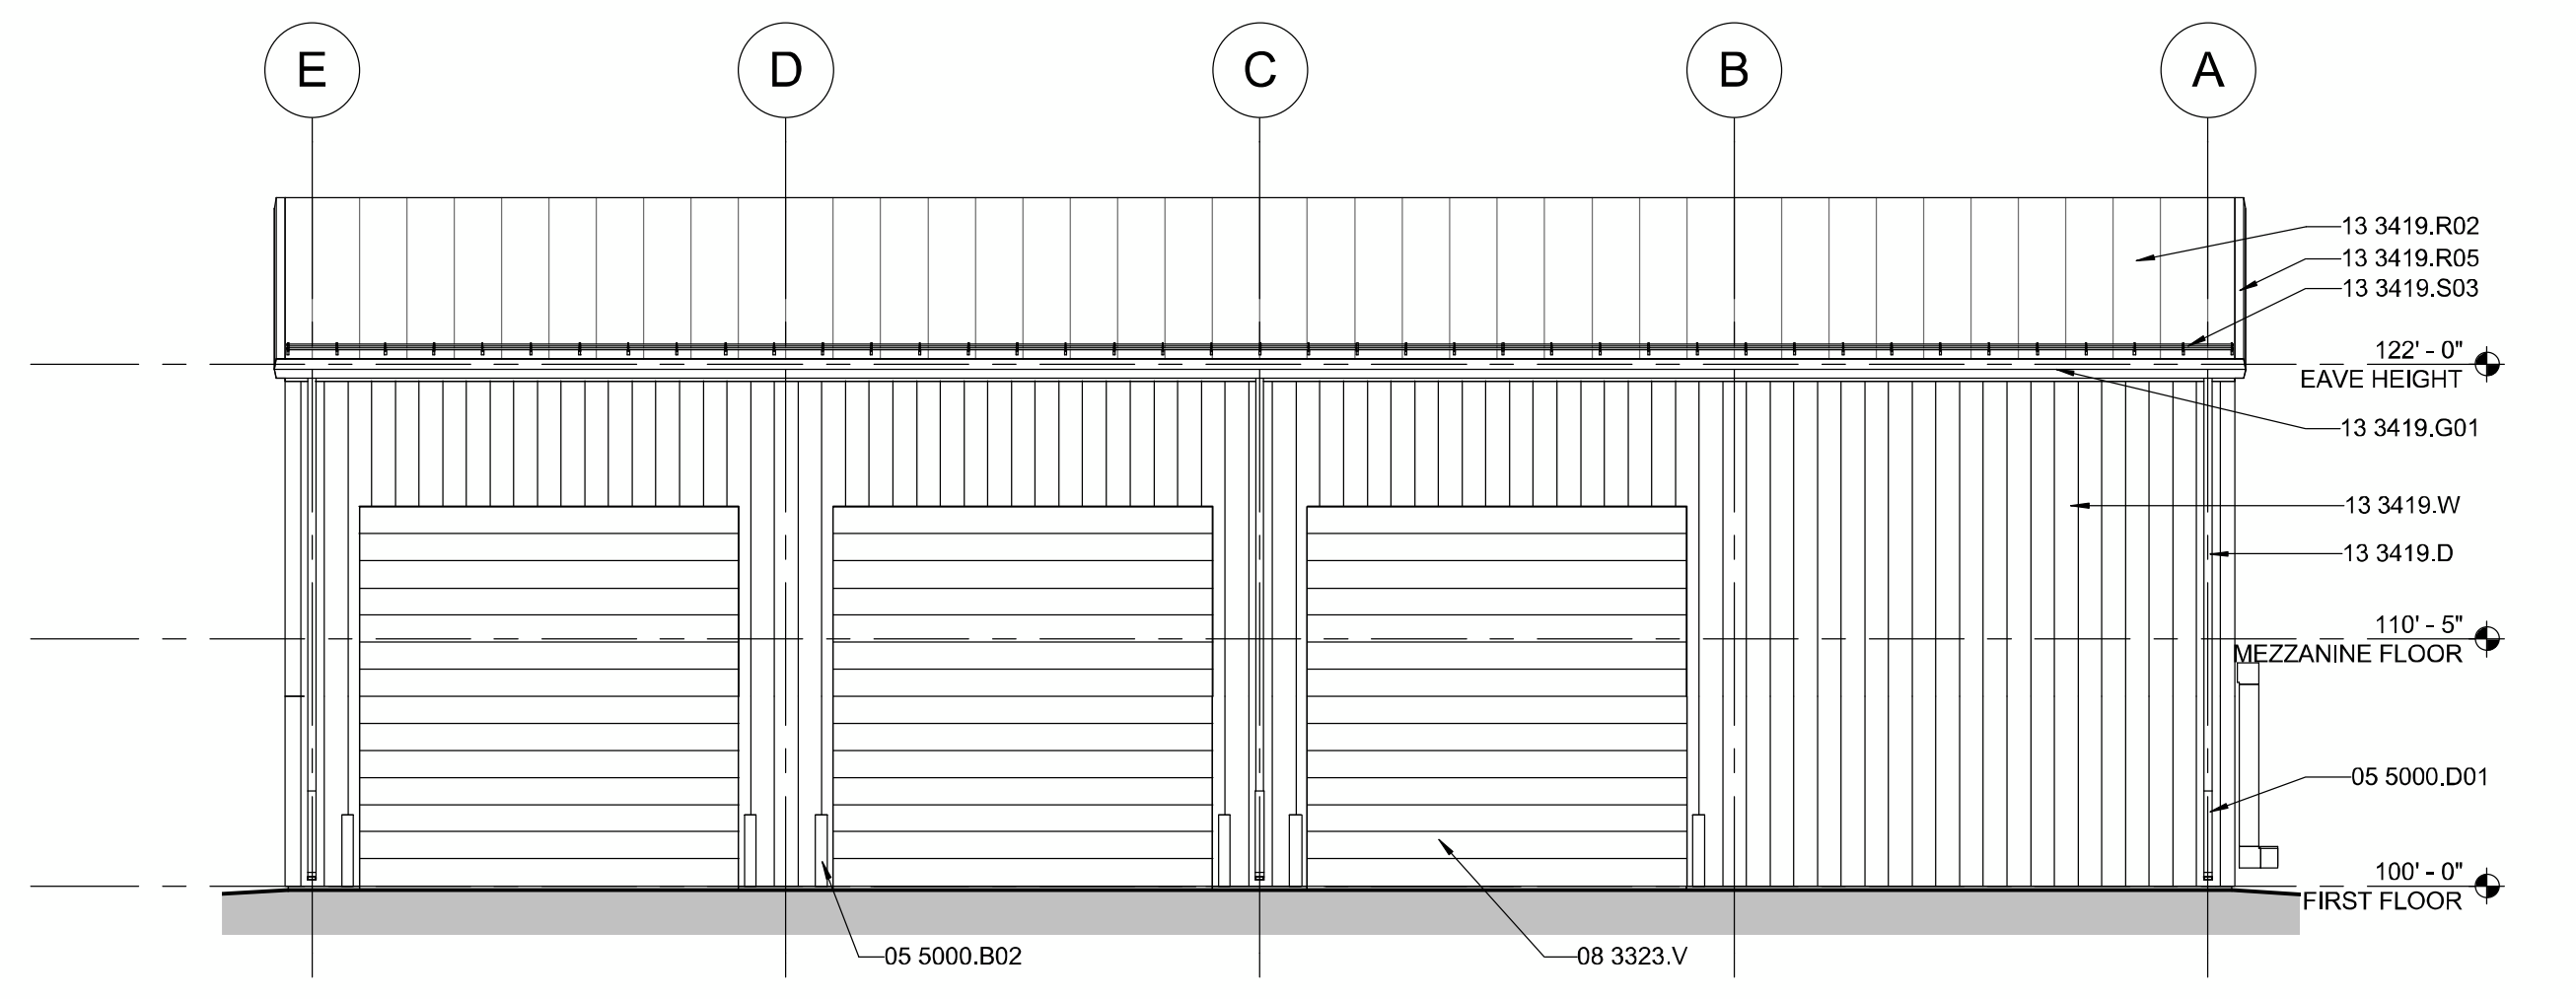 E D C B A
13 3419.R02
13 3419.R05
13 3419.S03
122' - 0"
EAVE HEIGHT
13 3419.G01
13 3419.W
13 3419.D
110' - 5"
MEZZANINE FLOOR
05 5000.D01
100' - 0"
FIRST FLOOR
05 5000.B02
08 3323.V